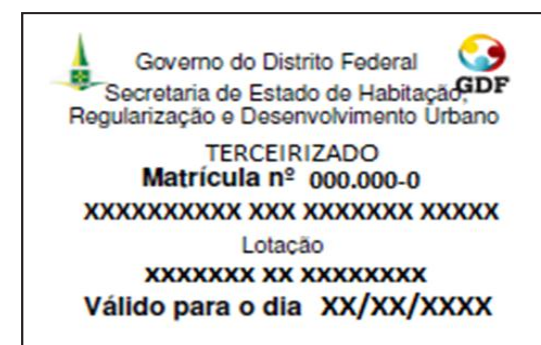 Governo do Distrito Federal
GDF
Secretaria de Estado de Habitação,
Regularização e Desenvolvimento Urbano
TERCEIRIZADO
Matrícula nº 000.000-0
XXXXXXXXXX XXX XXXXXXX XXXXX
Lotação
XXXXXXX XX XXXXXXXX
Válido para o dia XX/XX/XXXX